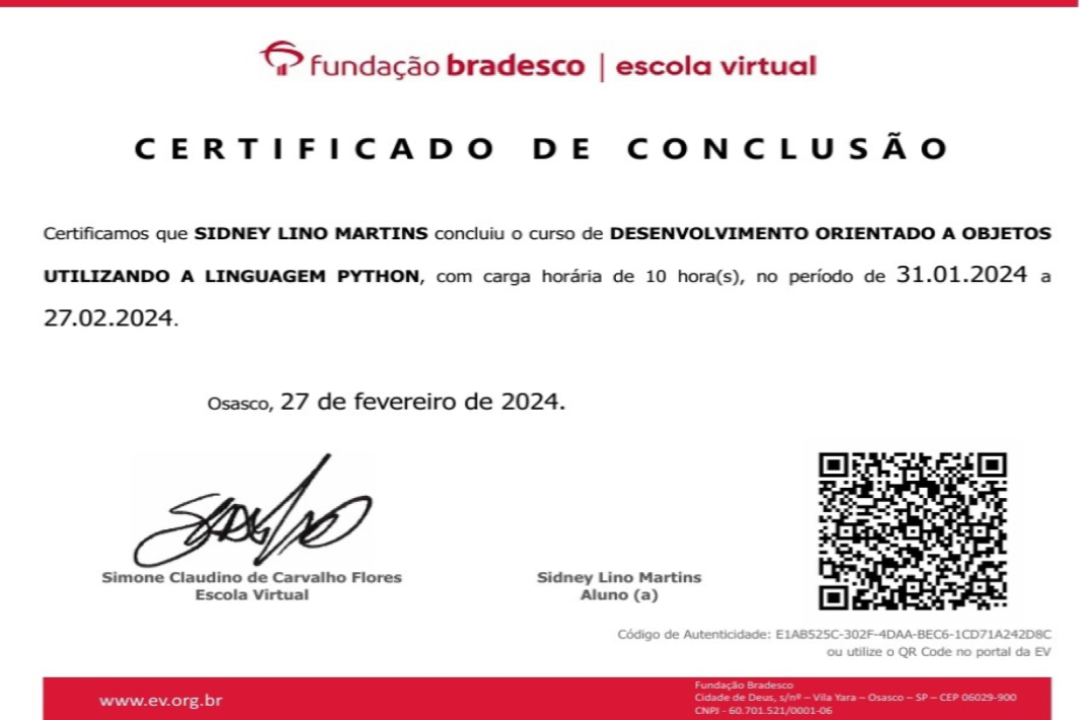 fundação bradesco | escola virtual
CERTIFICADO DE CONCLUSÃO
Certificamos que SIDNEY LINO MARTINS concluiu o curso de DESENVOLVIMENTO ORIENTADO A OBJETOS
UTILIZANDO A LINGUAGEM PYTHON, com carga horária de 10 hora(s), no período de 31.01.2024 a
27.02.2024.
Osasco, 27 de fevereiro de 2024.
Simone Claudino de Carvalho Flores
Escola Virtual
Sidney Lino Martins
Aluno (a)
Código de Autenticidade: E1AB525C-302F-4DAA-BEC6-1CD71A242D8C
ou utilize o QR Code no portal da EV
www.ev.org.br
Fundação Bradesco
Cidade de Deus, s/nº – Vila Yara – Osasco – SP – CEP 06029-900
CNPJ - 60.701.521/0001-06